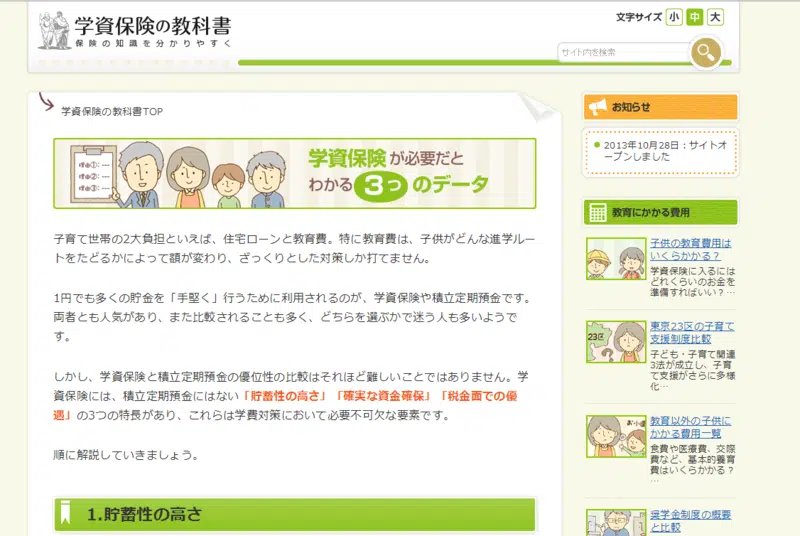 学資保険の教科書
保険の知識を分かりやすく
文字サイズ 小 中 大
サイト内を検索
学資保険の教科書TOP
理由①：
理由②：
理由③：
学資保険が必要だと
わかる3つのデータ
子育て世帯の2大負担といえば、住宅ローンと教育費。特に教育費は、子供がどんな進学ルー
トをたどるかによって額が変わり、ざっくりとした対策しか打てません。
1円でも多くの貯金を「手堅く」行うために利用されるのが、学資保険や積立定期預金です。
両者とも人気があり、また比較されることも多く、どちらを選ぶかで迷う人も多いようで
す。
しかし、学資保険と積立定期預金の優位性の比較はそれほど難しいことではありません。学
資保険には、積立定期預金にはない「貯蓄性の高さ」「確実な資金確保」「税金面での優
遇」の3つの特長があり、これらは学費対策において必要不可欠な要素です。
順に解説していきましょう。
1.貯蓄性の高さ
お知らせ
2013年10月28日：サイトオ
ープンしました
教育にかかる費用
子供の教育費用は
いくらかかる？
学資保険に入るには
どれくらいのお金を
準備すればいい？…
23区
東京23区の子育て
支援制度比較
子ども・子育て関連
3法が成立し、子育
て支援がさらに多様
化…
お小遣
教育以外の子供に
かかる費用一覧
食費や医療費、交際
費など、基本的養育
費はいくらかかる？
…
奨学金制度の概要
と比較